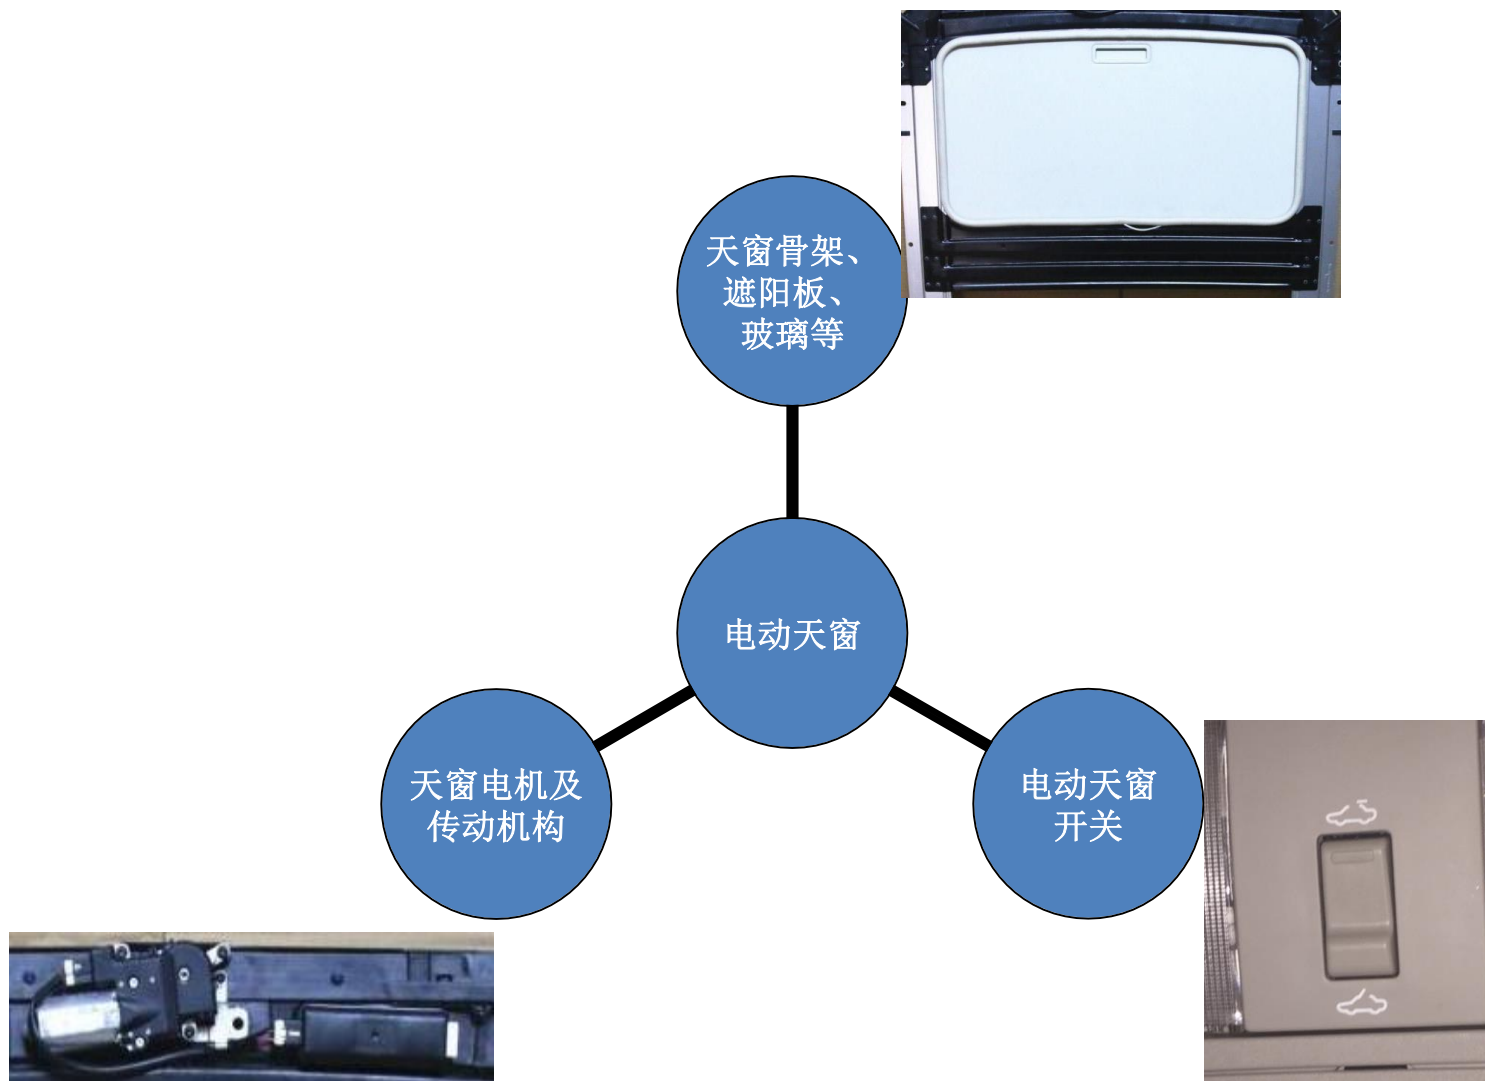 天窗骨架、
遮阳板、
玻璃等
电动天窗
天窗电机及
传动机构
电动天窗
开关